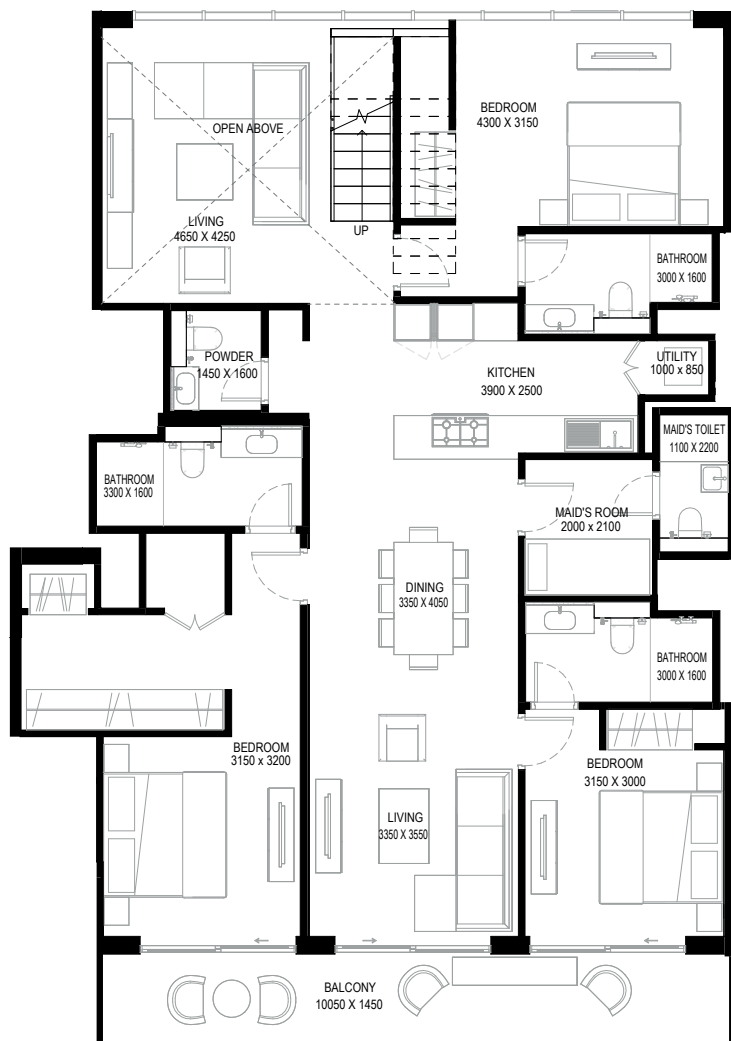 BEDROOM
4300 X 3150
OPEN ABOVE
LIVING
4650 X 4250
UP
BATHROOM
3000 X 1600
POWDER
1450 X 1600
KITCHEN
3900 X 2500
UTILITY
1000 x 850
MAID'S TOILET
1100 X 2200
BATHROOM
3300 X 1600
MAID'S ROOM
2000 x 2100
DINING
3350 X 4050
BATHROOM
3000 X 1600
BEDROOM
3150 x 3200
BEDROOM
3150 X 3000
LIVING
3350 X 3550
BALCONY
10050 X 1450